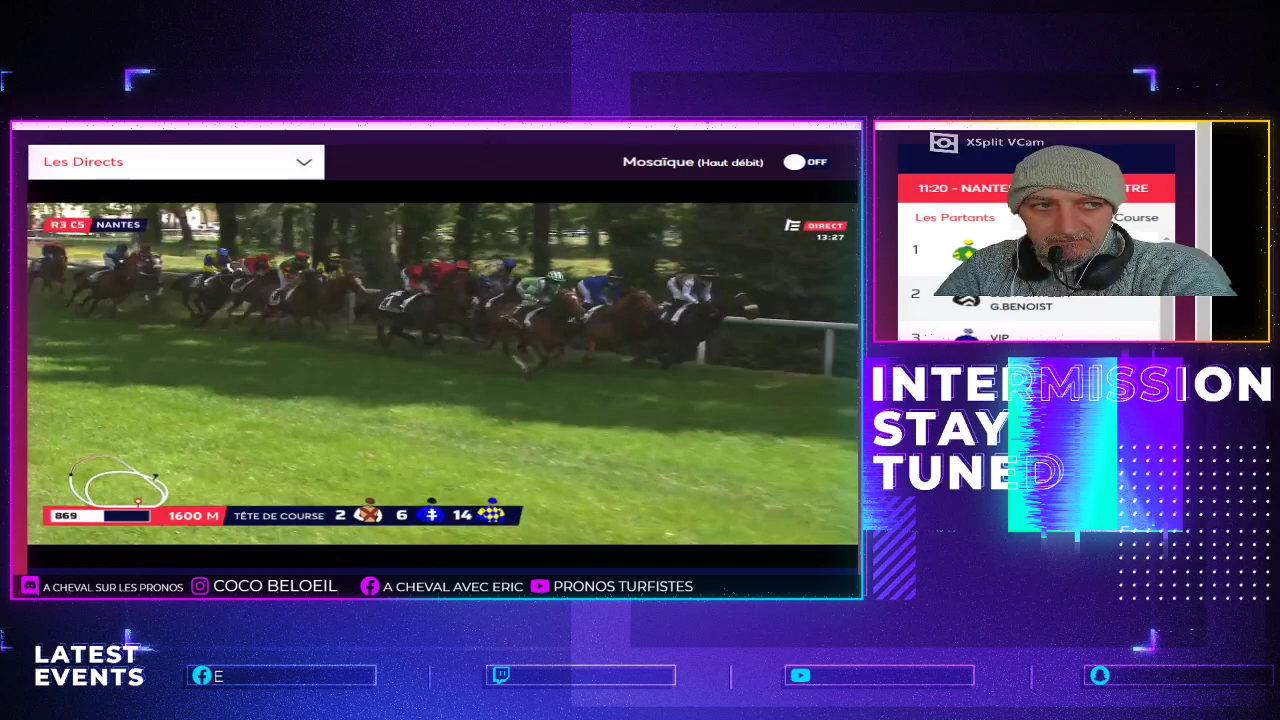 Les Directs
Mosaïque (Haut débit)
OFF
R3 C5 NANTES
DIRECT
13:27
869
1600 M
TÊTE DE COURSE 2 6 14
A CHEVAL SUR LES PRONOS COCO BELOEIL A CHEVAL AVEC ERIC PRONOS TURFISTES
XSplit VCam
11:20 - NANTES
TRE
Les Partants
Course
1
2
G.BENOIST
3 VIP
INTERMISSION
STAY
TUNED
LATEST
EVENTS
E